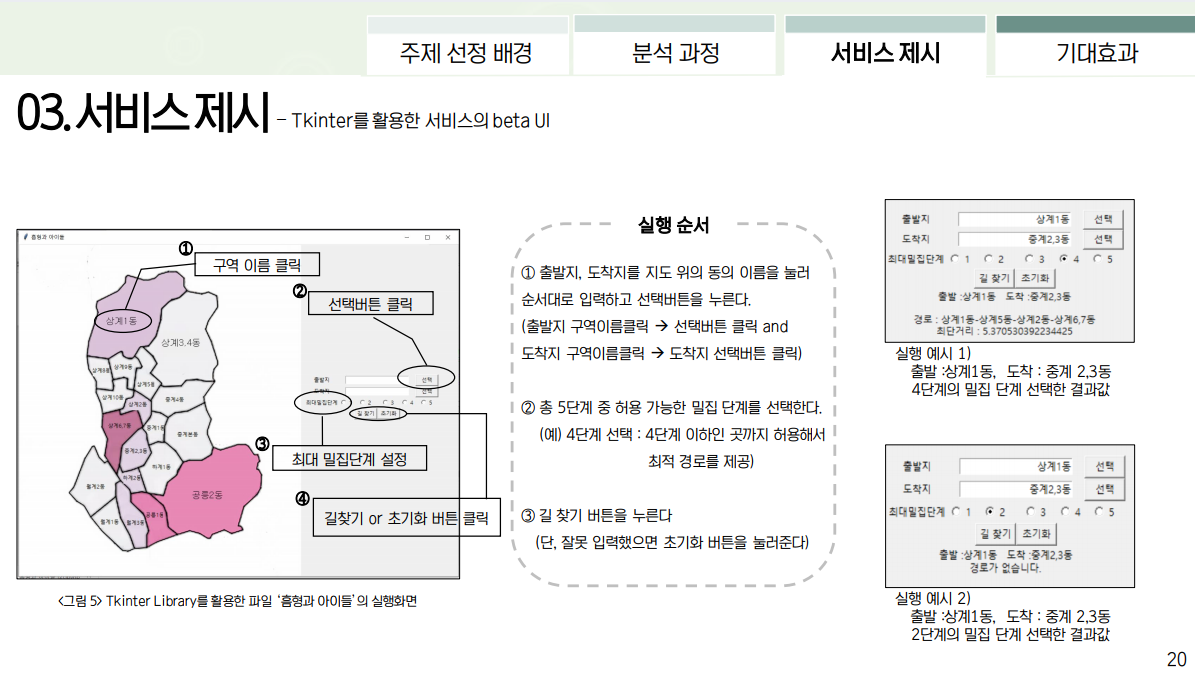 주제 선정 배경
분석 과정
서비스 제시
기대효과
03. 서비스 제시 – Tkinter를 활용한 서비스의 beta UI
흠형과 아이들
①
구역 이름 클릭
②
선택버튼 클릭
상계1동
상계3,4동
상계8동
상계9동
상계5동
상계10동
상계2동
중계4동
상계6,7동
중계1동
중계본동
중계2,3동
하계1동
하계2동
월계2동
공릉2동
월계1동
월계3동
공릉1동
출발지 선택
도착지 선택
최대밀집단계 1 2 3 4 5
길 찾기 초기화
③
최대 밀집단계 설정
④
길찾기 or 초기화 버튼 클릭
<그림 5> Tkinter Library를 활용한 파일 ‘흠형과 아이들’의 실행화면
실행 순서
① 출발지, 도착지를 지도 위의 동의 이름을 눌러
순서대로 입력하고 선택버튼을 누른다.
(출발지 구역이름클릭 → 선택버튼 클릭 and
도착지 구역이름클릭 → 도착지 선택버튼 클릭)
② 총 5단계 중 허용 가능한 밀집 단계를 선택한다.
(예) 4단계 선택 : 4단계 이하인 곳까지 허용해서
최적 경로를 제공)
③ 길 찾기 버튼을 누른다
(단, 잘못 입력했으면 초기화 버튼을 눌러준다)
출발지 상계1동 선택
도착지 중계2,3동 선택
최대밀집단계 1 2 3 4 5
길 찾기 초기화
출발 :상계1동 도착 :중계2,3동
경로 : 상계1동-상계5동-상계2동-상계6,7동
최단거리 : 5.370530392234425
실행 예시 1)
출발 :상계1동, 도착 : 중계 2,3동
4단계의 밀집 단계 선택한 결과값
출발지 상계1동 선택
도착지 중계2,3동 선택
최대밀집단계 1 2 3 4 5
길 찾기 초기화
출발 :상계1동 도착 :중계2,3동
경로가 없습니다.
실행 예시 2)
출발 :상계1동, 도착 : 중계 2,3동
2단계의 밀집 단계 선택한 결과값
20